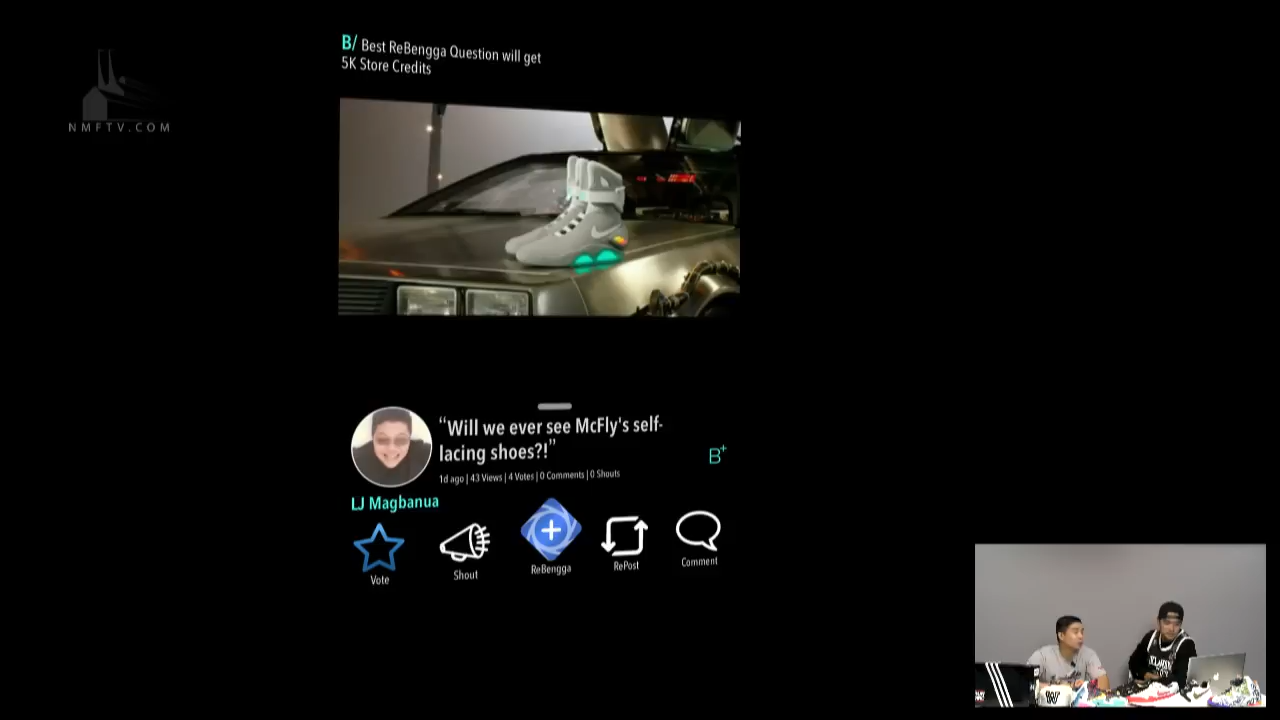 B/ Best ReBengga Question will get
5K Store Credits
NMFTV.COM
“Will we ever see McFly's self-
lacing shoes?!”
B+
1d ago | 43 Views | 4 Votes | 0 Comments | 0 Shouts
LJ Magbanua
Vote
Shout
ReBengga
RePost
Comment
W